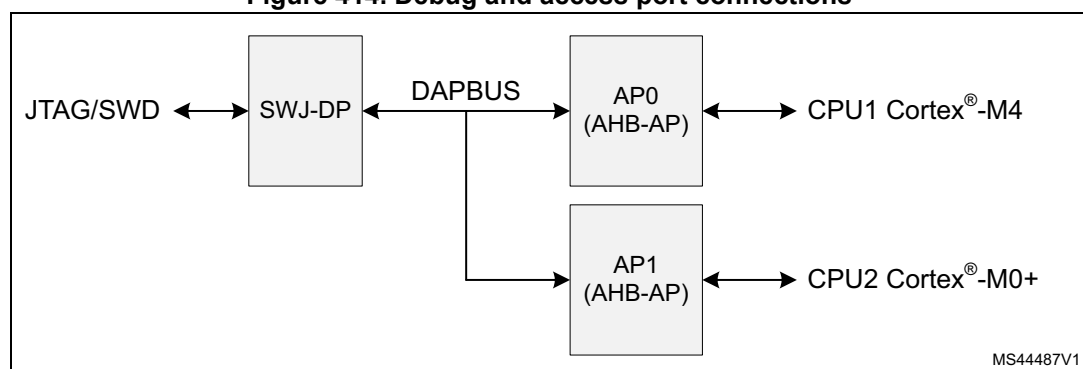 Figure 414. Debug and access port connections
JTAG/SWD
SWJ-DP
DAPBUS
AP0
(AHB-AP)
CPU1 Cortex®-M4
AP1
(AHB-AP)
CPU2 Cortex®-M0+
MS44487V1